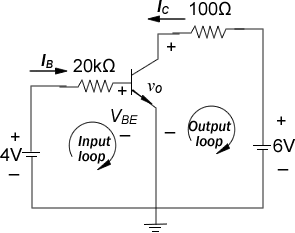 I_C 100Ω
I_B 20kΩ
+
+ v_o
V_BE
− −
Input
loop
Output
loop
+
4V
−
+
6V
−